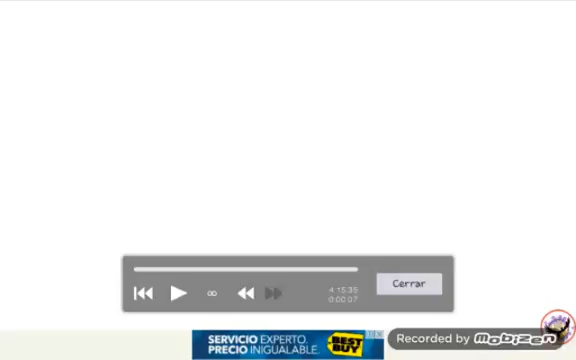 4:15:35
0:00:07
Cerrar
SERVICIO EXPERTO.
PRECIO INIGUALABLE.
BEST
BUY
Recorded by mobizen